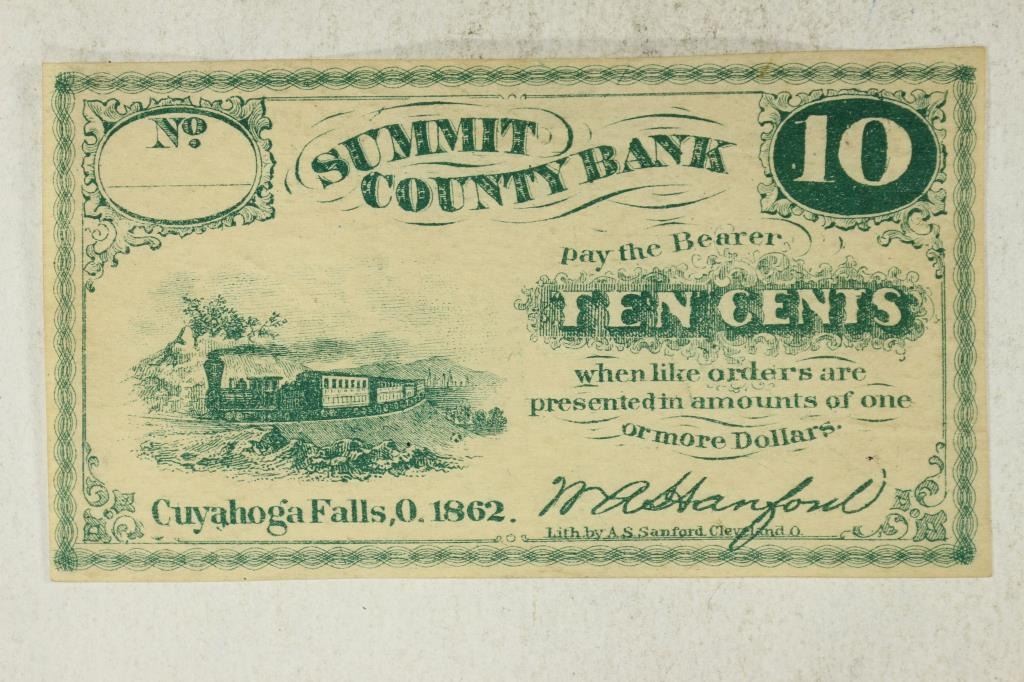 No.
SUMMIT
COUNTY BANK
10
pay the Bearer
TEN CENTS
when like orders are
presented in amounts of one
or more Dollars.
Cuyahoga Falls, O. 1862.
W A Hanford
Lith. by A. S. Sanford. Cleveland O.